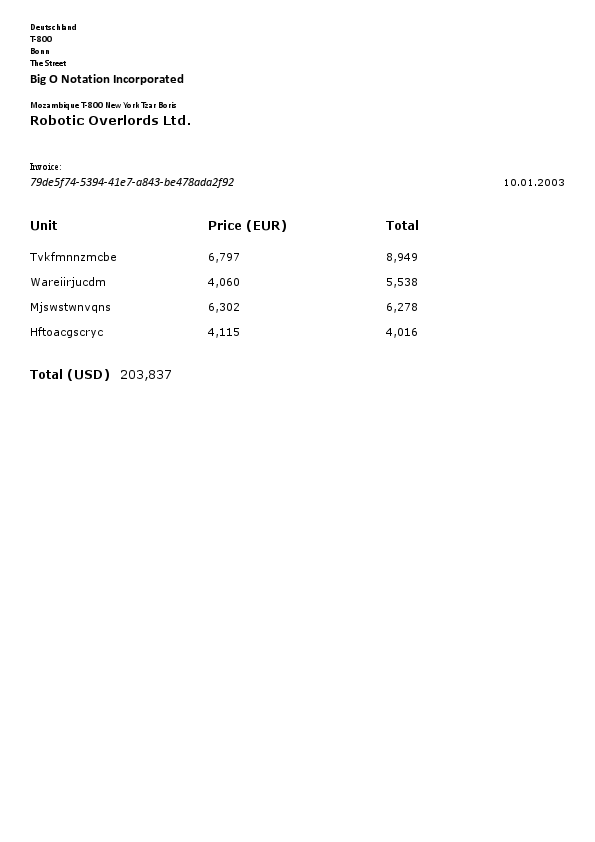 Deutschland
T-800
Bonn
The Street
Big O Notation Incorporated
Mozambique T-800 New York Tzar Boris
Robotic Overlords Ltd.
Invoice:
79de5f74-5394-41e7-a843-be478ada2f92 10.01.2003
Unit Price (EUR) Total
Tvkfmnnzmcbe 6,797 8,949
Wareiirjucdm 4,060 5,538
Mjswstwnvqns 6,302 6,278
Hftoacgscryc 4,115 4,016
Total (USD) 203,837